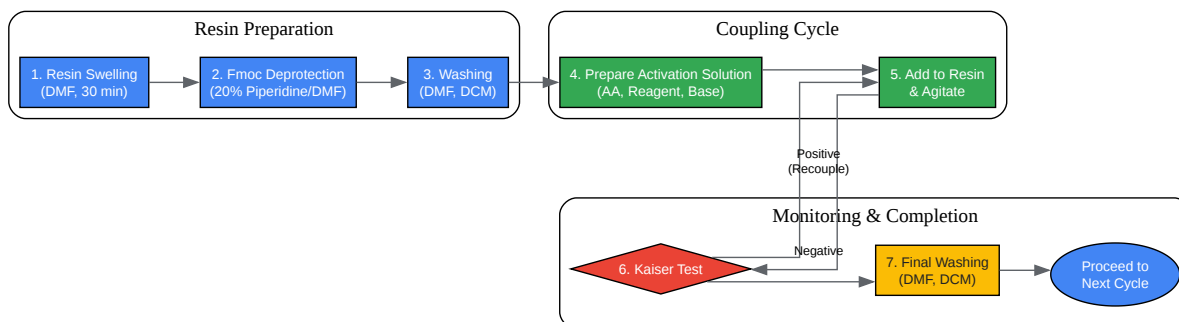 Resin Preparation
1. Resin Swelling
(DMF, 30 min)
2. Fmoc Deprotection
(20% Piperidine/DMF)
3. Washing
(DMF, DCM)
Coupling Cycle
4. Prepare Activation Solution
(AA, Reagent, Base)
5. Add to Resin
& Agitate
Positive
(Recouple)
Monitoring & Completion
Negative
6. Kaiser Test
7. Final Washing
(DMF, DCM)
Proceed to
Next Cycle